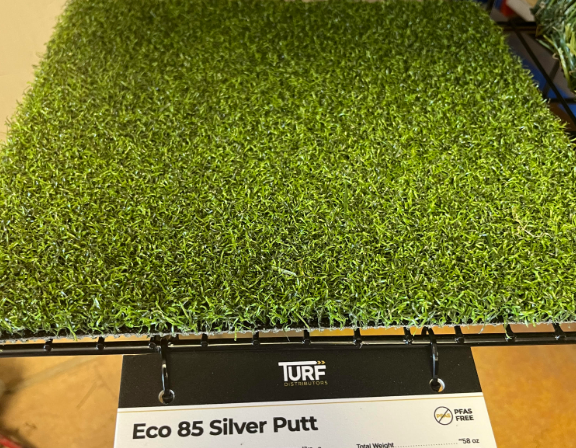 TURF
DISTRIBUTORS
Eco 85 Silver Putt
PFAS
FREE
Total Weight ~58 oz